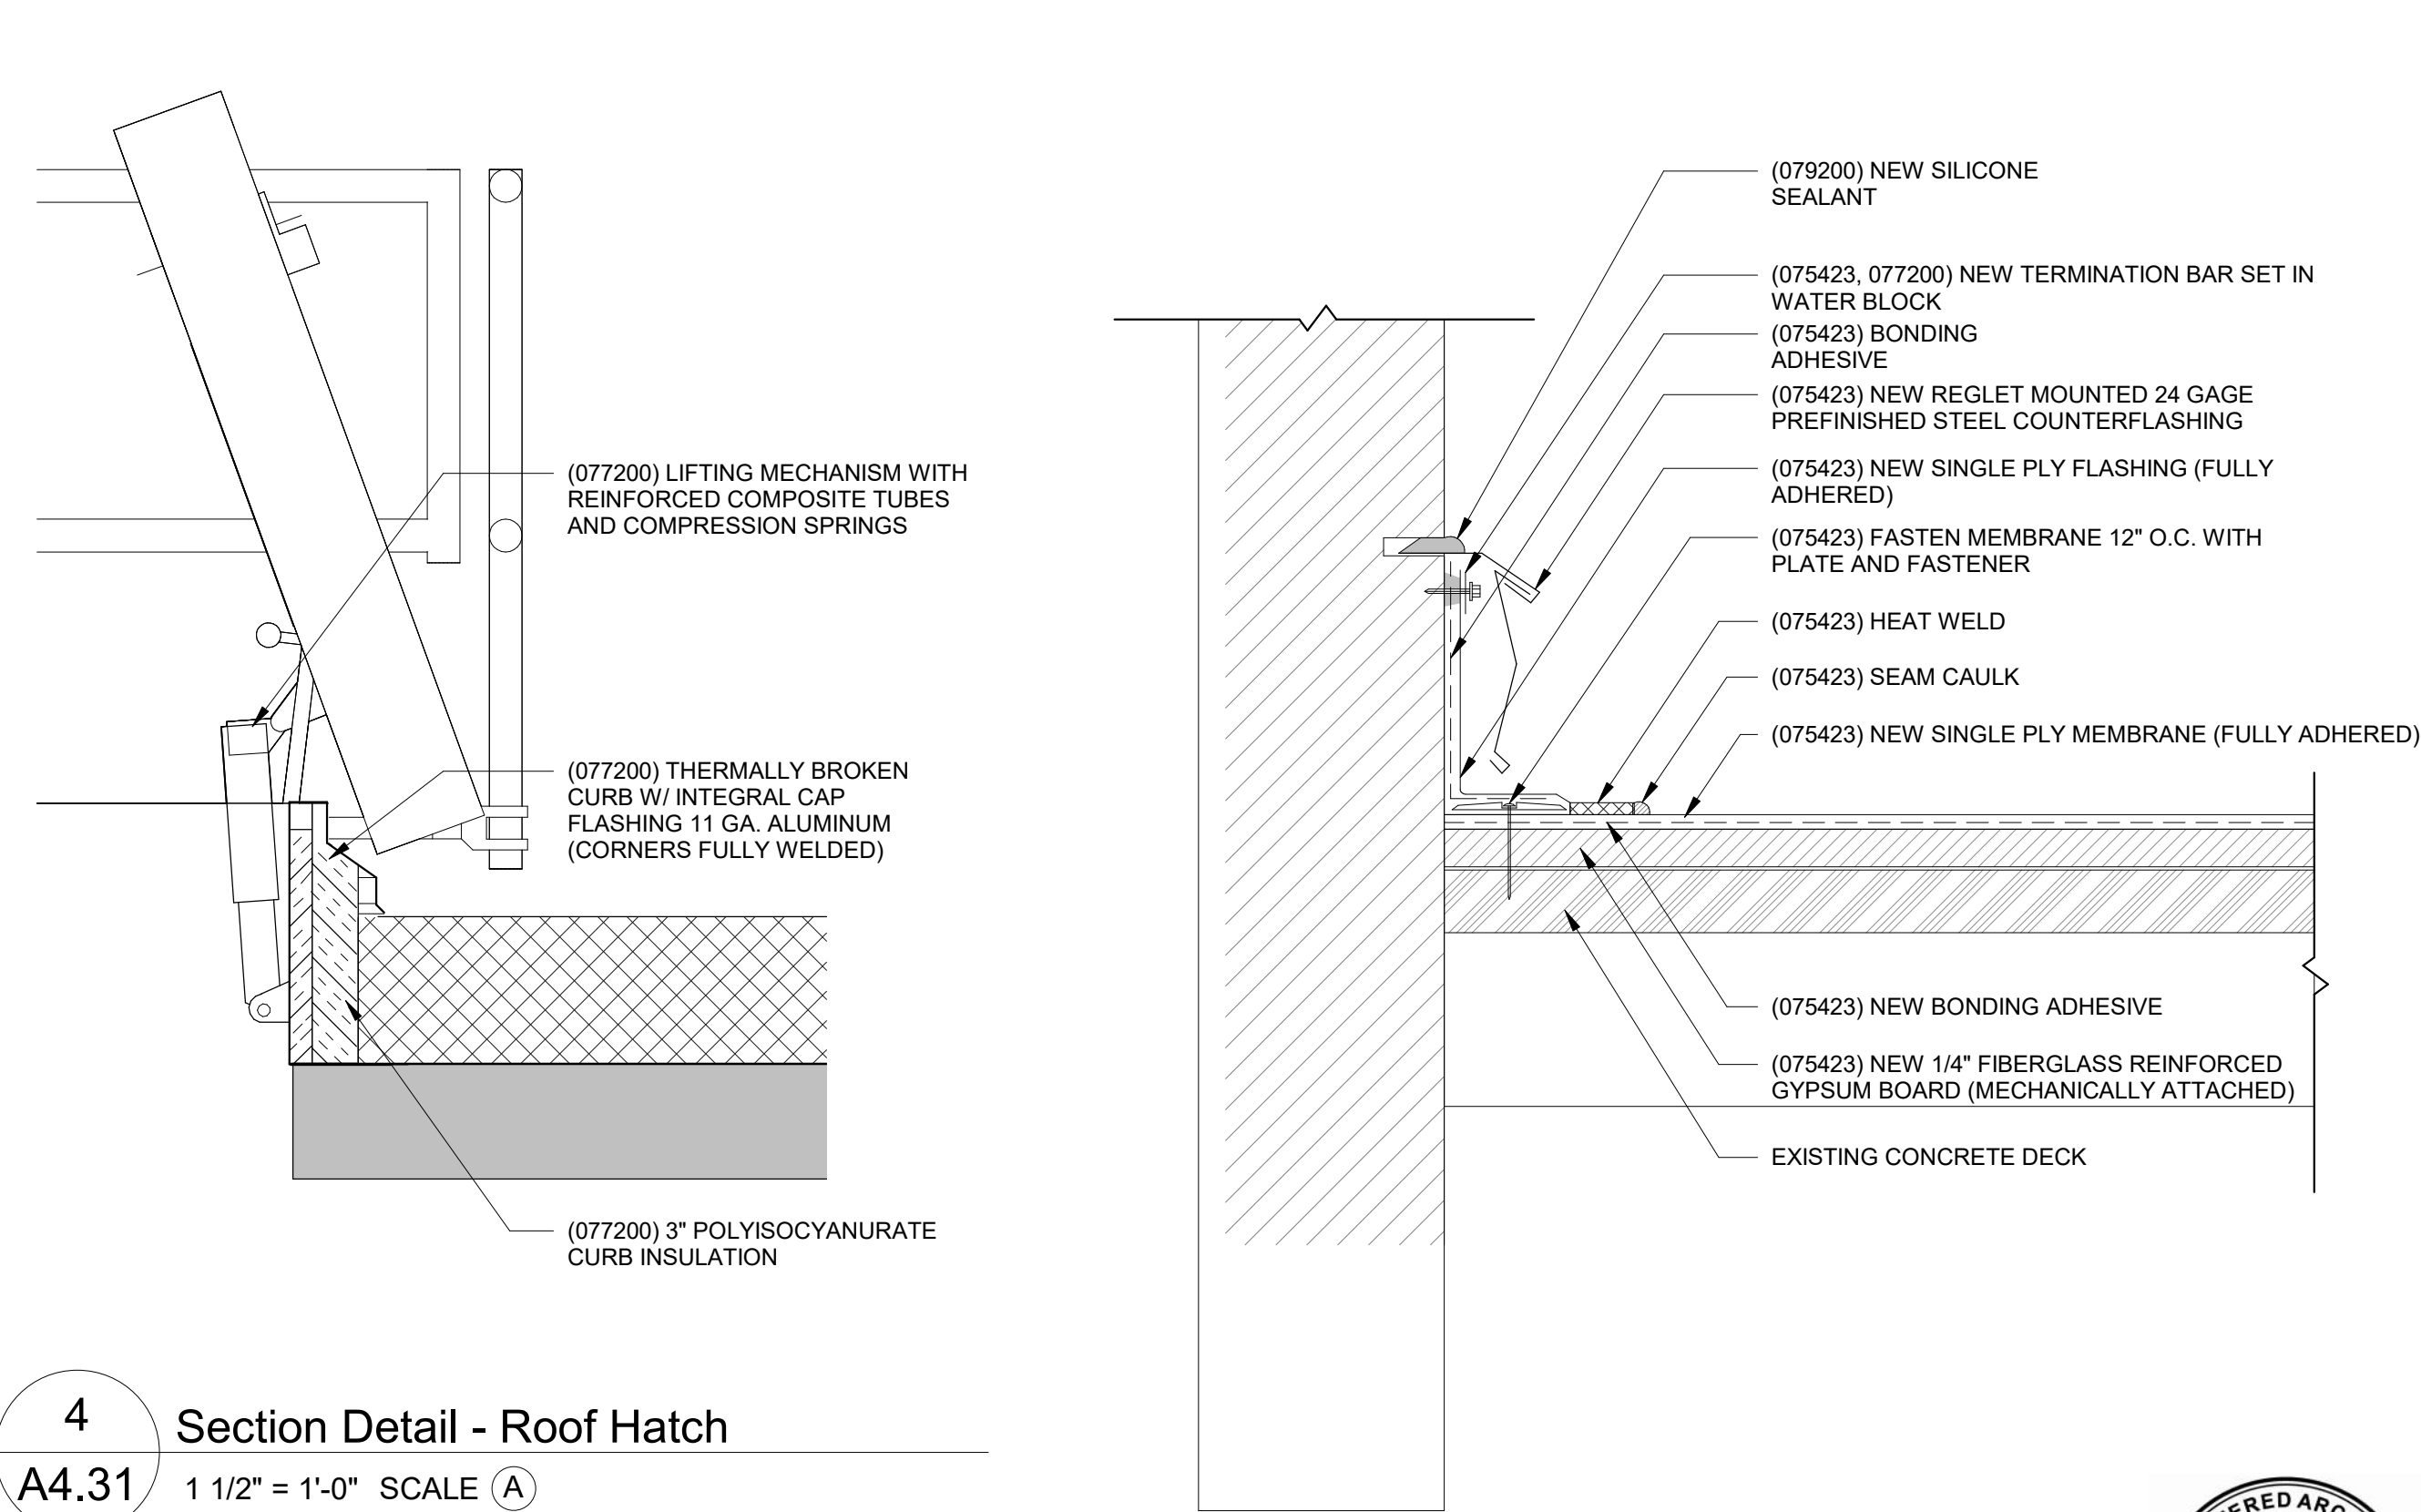 (077200) LIFTING MECHANISM WITH
REINFORCED COMPOSITE TUBES
AND COMPRESSION SPRINGS
(077200) THERMALLY BROKEN
CURB W/ INTEGRAL CAP
FLASHING 11 GA. ALUMINUM
(CORNERS FULLY WELDED)
(077200) 3" POLYISOCYANURATE
CURB INSULATION
4
A4.31
Section Detail - Roof Hatch
1 1/2" = 1'-0" SCALE A
(079200) NEW SILICONE
SEALANT
(075423, 077200) NEW TERMINATION BAR SET IN
WATER BLOCK
(075423) BONDING
ADHESIVE
(075423) NEW REGLET MOUNTED 24 GAGE
PREFINISHED STEEL COUNTERFLASHING
(075423) NEW SINGLE PLY FLASHING (FULLY
ADHERED)
(075423) FASTEN MEMBRANE 12" O.C. WITH
PLATE AND FASTENER
(075423) HEAT WELD
(075423) SEAM CAULK
(075423) NEW SINGLE PLY MEMBRANE (FULLY ADHERED)
(075423) NEW BONDING ADHESIVE
(075423) NEW 1/4" FIBERGLASS REINFORCED
GYPSUM BOARD (MECHANICALLY ATTACHED)
EXISTING CONCRETE DECK